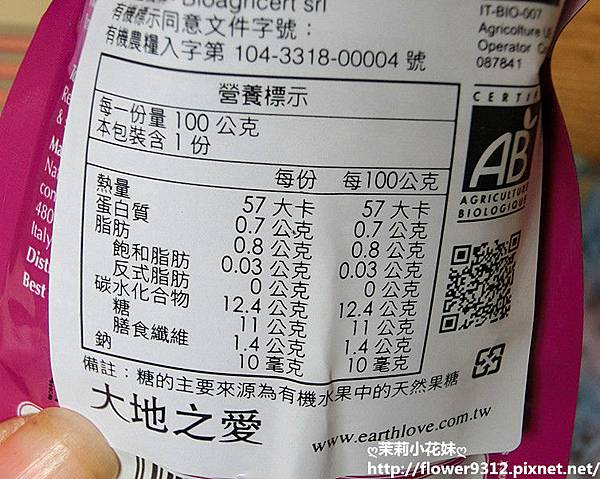 Bioagricert srl
有機標示同意文件字號：
有機農糧入字第 104-3318-00004 號
IT-BIO-007
Operator Co
087841
營養標示
每一份量 100 公克
本包裝含 1 份
每份 每100公克
熱量 57 大卡 57 大卡
蛋白質 0.7 公克 0.7 公克
脂肪 0.8 公克 0.8 公克
飽和脂肪 0.03 公克 0.03 公克
反式脂肪 0 公克 0 公克
碳水化合物 12.4 公克 12.4 公克
糖 11 公克 11 公克
膳食纖維 1.4 公克 1.4 公克
鈉 10 毫克 10 毫克
備註：糖的主要來源為有機水果中的天然果糖
大地之愛
www.earthlove.com.tw
CERTIFI
AB
AGRICULTURE
BIOLOGIQUE
Re
&
Ma
Nat
con
480
Italy
Dist
Best
ღ茉莉小花妹ღ
http://flower9312.pixnet.net/